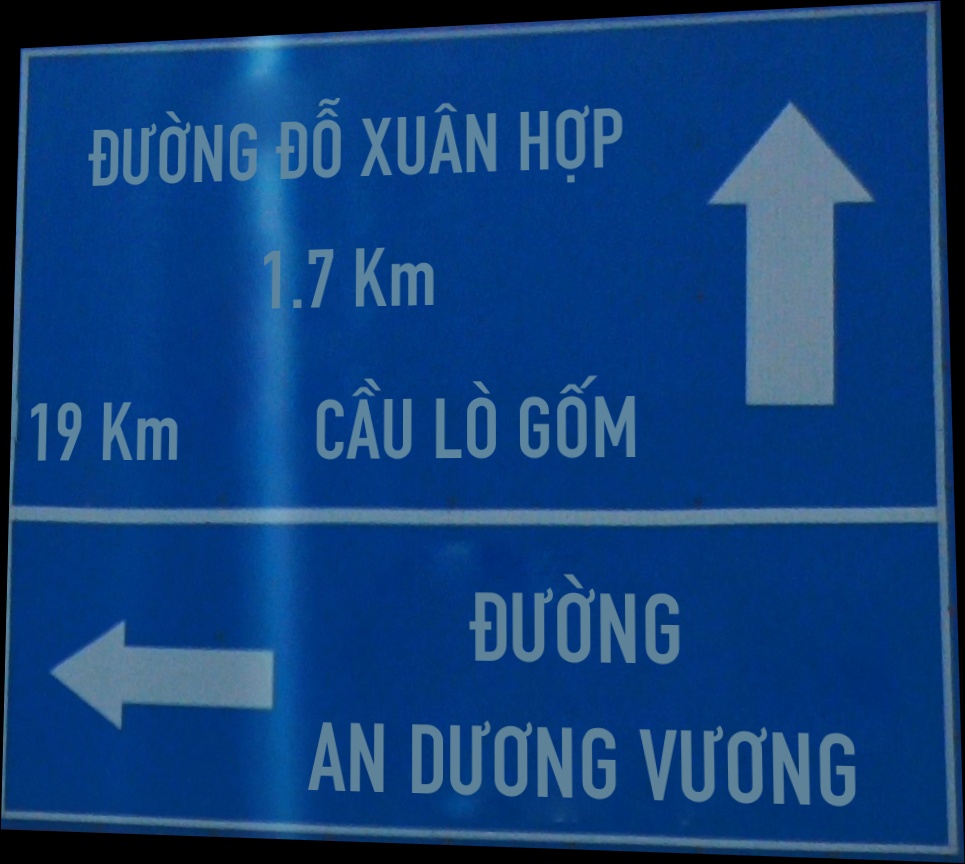 ĐƯỜNG ĐỖ XUÂN HỢP
1.7 Km
19 Km CẦU LÒ GỐM
ĐƯỜNG
AN DƯƠNG VƯƠNG